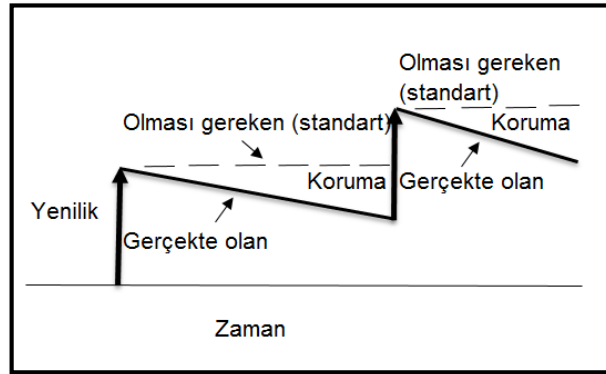 Olması gereken
(standart)
Koruma
Olması gereken (standart)
Koruma
Gerçekte olan
Yenilik
Gerçekte olan
Zaman